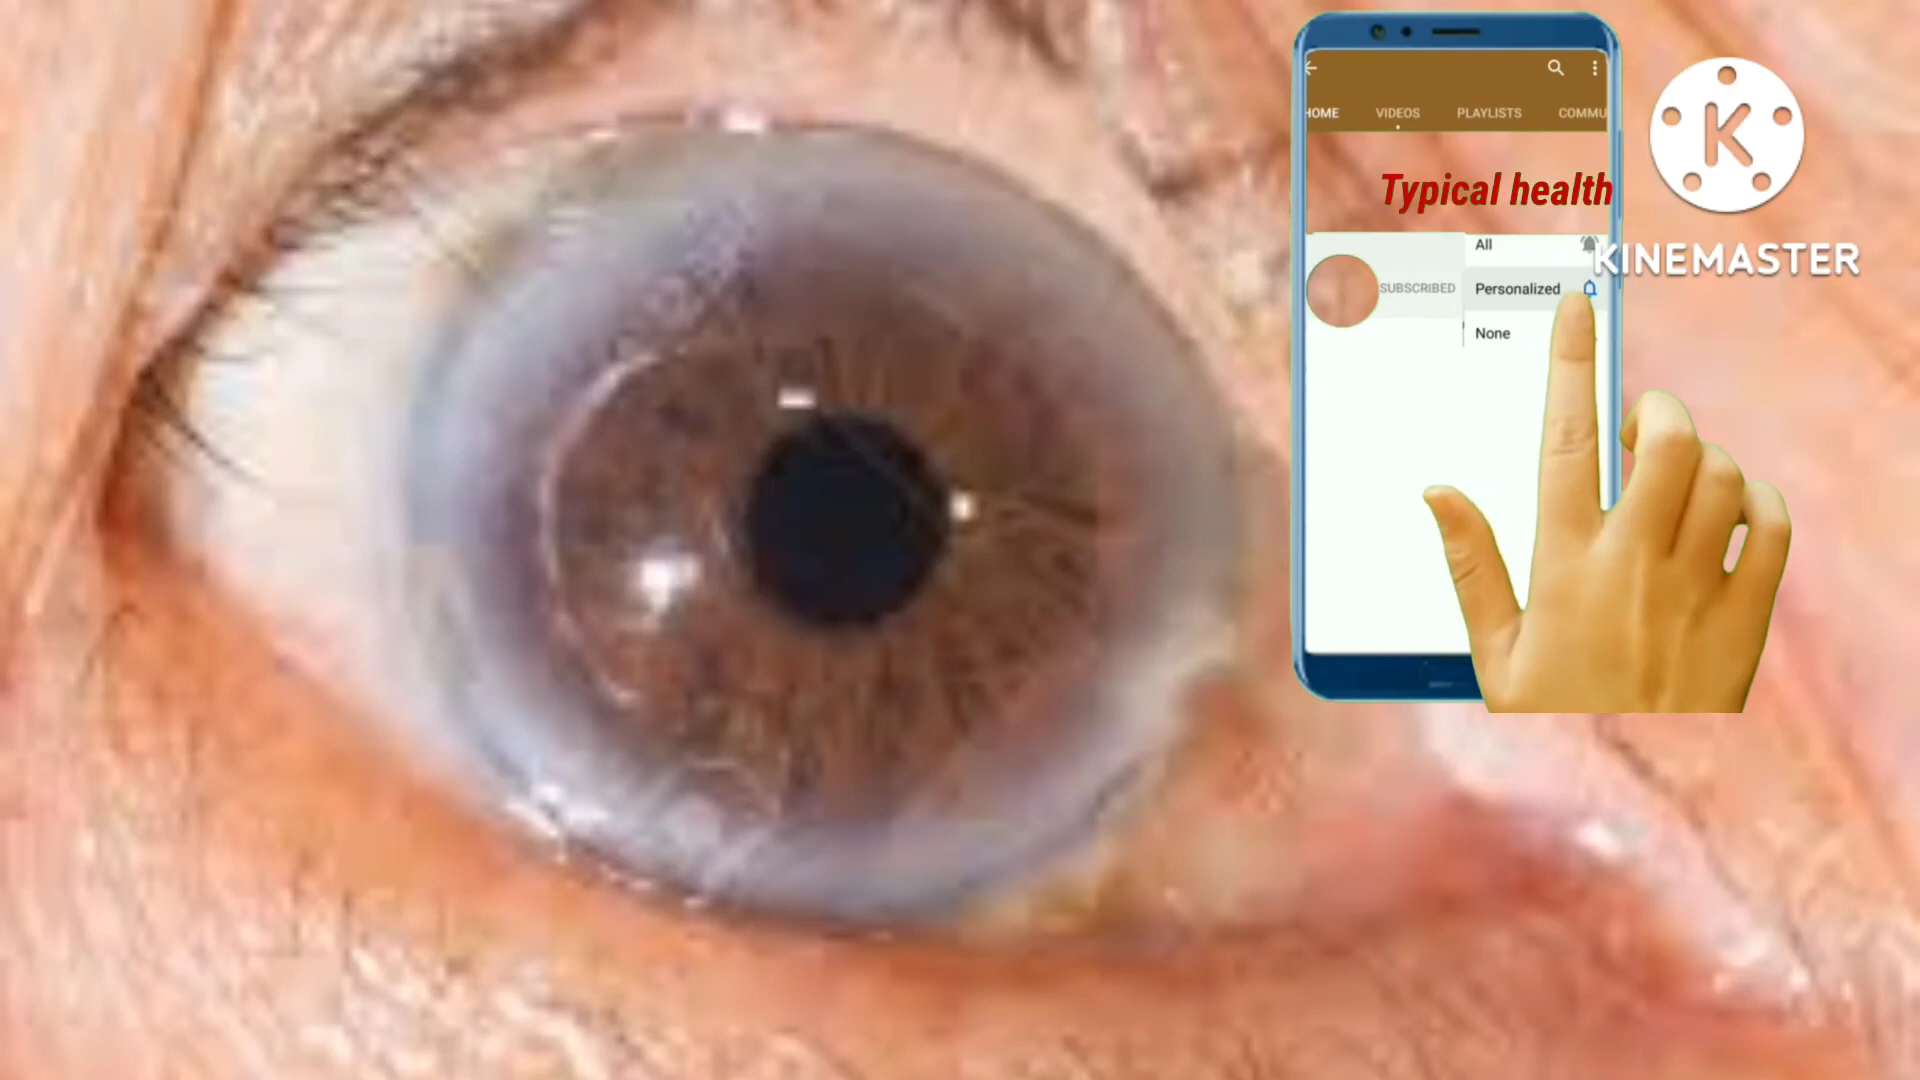 HOME VIDEOS PLAYLISTS COMMU
Typical health
All
SUBSCRIBED Personalized
None
K
KINEMASTER